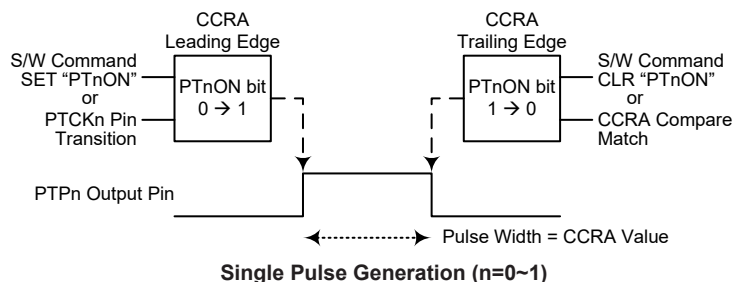 CCRA
Leading Edge
CCRA
Trailing Edge
S/W Command
SET “PTnON”
or
PTCKn Pin
Transition
PTnON bit
0 → 1
PTnON bit
1 → 0
S/W Command
CLR “PTnON”
or
CCRA Compare
Match
PTPn Output Pin
Pulse Width = CCRA Value
Single Pulse Generation (n=0~1)